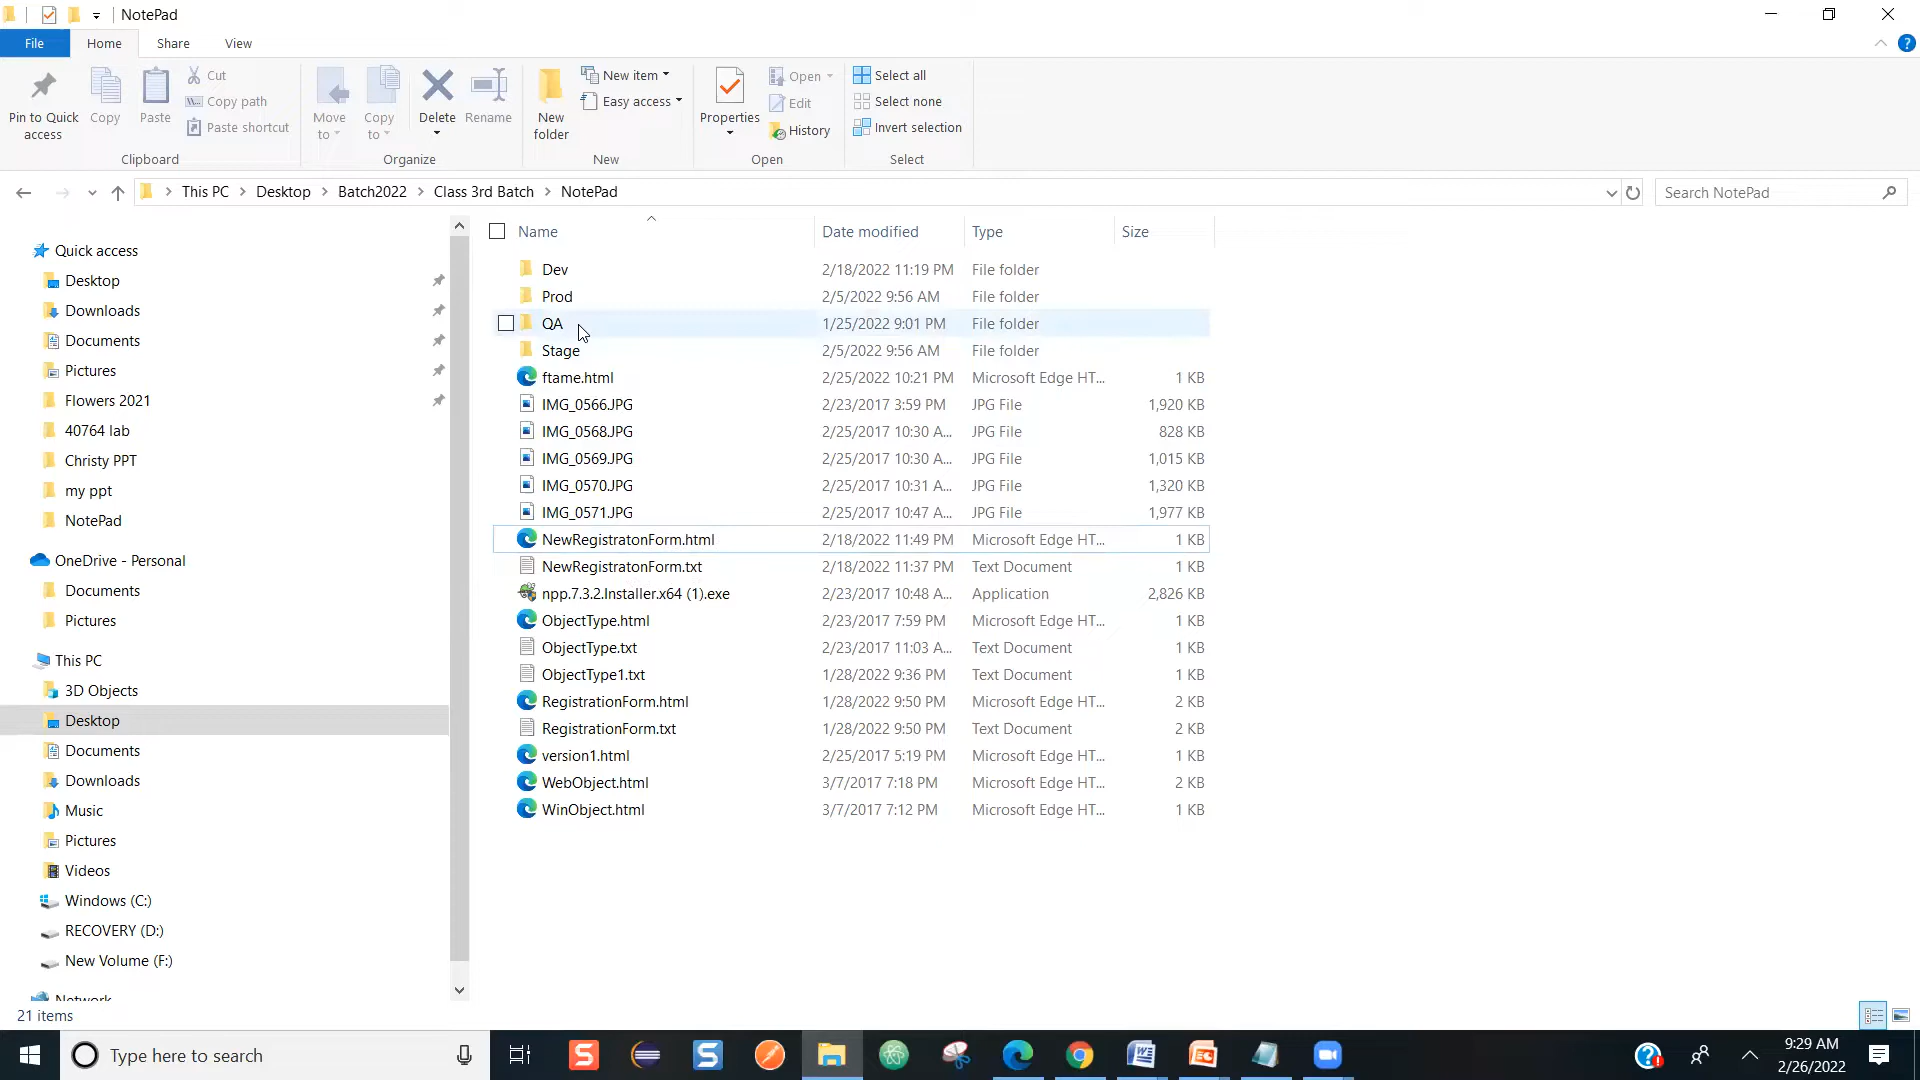 NotePad
File Home Share View
Pin to Quick access
Copy
Paste
Cut
Copy path
Paste shortcut
Clipboard
Move to
Copy to
Delete
Rename
Organize
New folder
New item
Easy access
New
Properties
Open
Edit
History
Open
Select all
Select none
Invert selection
Select
This PC > Desktop > Batch2022 > Class 3rd Batch > NotePad
Search NotePad
Quick access
Desktop
Downloads
Documents
Pictures
Flowers 2021
40764 lab
Christy PPT
my ppt
NotePad
OneDrive - Personal
Documents
Pictures
This PC
3D Objects
Desktop
Documents
Downloads
Music
Pictures
Videos
Windows (C:)
RECOVERY (D:)
New Volume (F:)
Network
Name Date modified Type Size
Dev 2/18/2022 11:19 PM File folder
Prod 2/5/2022 9:56 AM File folder
QA 1/25/2022 9:01 PM File folder
Stage 2/5/2022 9:56 AM File folder
ftame.html 2/25/2022 10:21 PM Microsoft Edge HT... 1 KB
IMG_0566.JPG 2/23/2017 3:59 PM JPG File 1,920 KB
IMG_0568.JPG 2/25/2017 10:30 A... JPG File 828 KB
IMG_0569.JPG 2/25/2017 10:30 A... JPG File 1,015 KB
IMG_0570.JPG 2/25/2017 10:31 A... JPG File 1,320 KB
IMG_0571.JPG 2/25/2017 10:47 A... JPG File 1,977 KB
NewRegistratonForm.html 2/18/2022 11:49 PM Microsoft Edge HT... 1 KB
NewRegistratonForm.txt 2/18/2022 11:37 PM Text Document 1 KB
npp.7.3.2.Installer.x64 (1).exe 2/23/2017 10:48 A... Application 2,826 KB
ObjectType.html 2/23/2017 7:59 PM Microsoft Edge HT... 1 KB
ObjectType.txt 2/23/2017 11:03 A... Text Document 1 KB
ObjectType1.txt 1/28/2022 9:36 PM Text Document 1 KB
RegistrationForm.html 1/28/2022 9:50 PM Microsoft Edge HT... 2 KB
RegistrationForm.txt 1/28/2022 9:50 PM Text Document 2 KB
version1.html 2/25/2017 5:19 PM Microsoft Edge HT... 1 KB
WebObject.html 3/7/2017 7:18 PM Microsoft Edge HT... 2 KB
WinObject.html 3/7/2017 7:12 PM Microsoft Edge HT... 1 KB
21 items
Type here to search
9:29 AM
2/26/2022